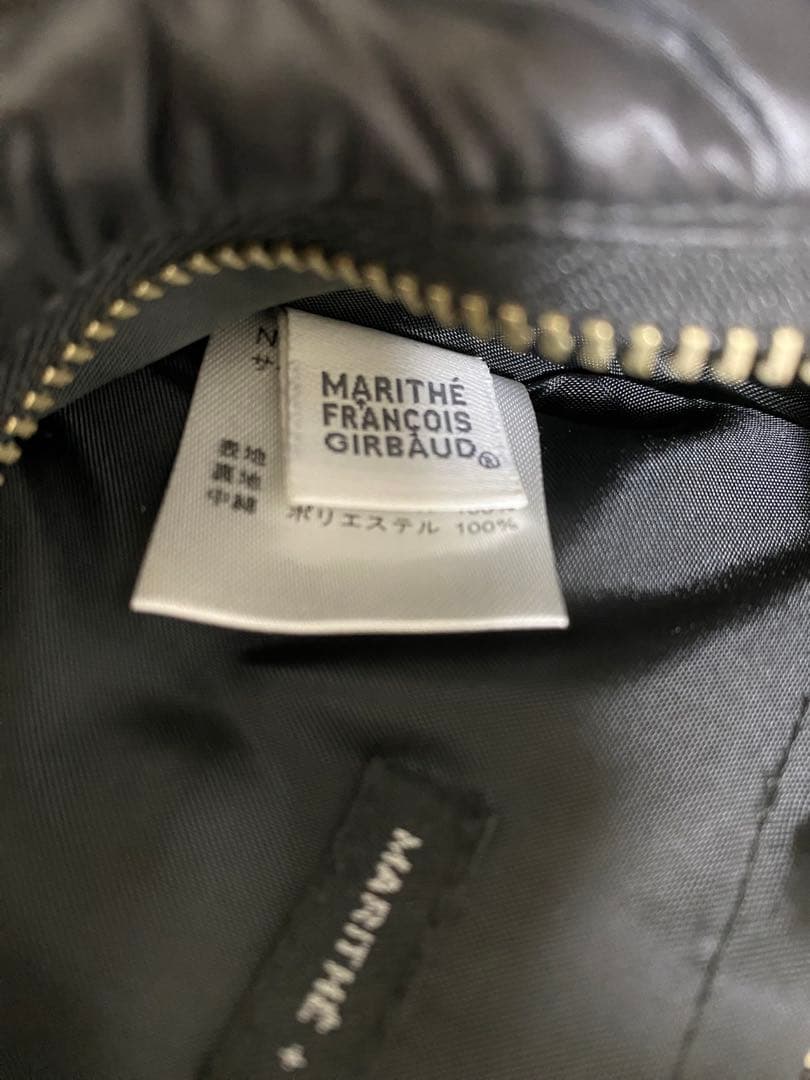 MARITHÉ
+
FRANÇOIS
GIRBAUD®
表地
裏地
中綿 ポリエステル 100%
MARITHÉ +